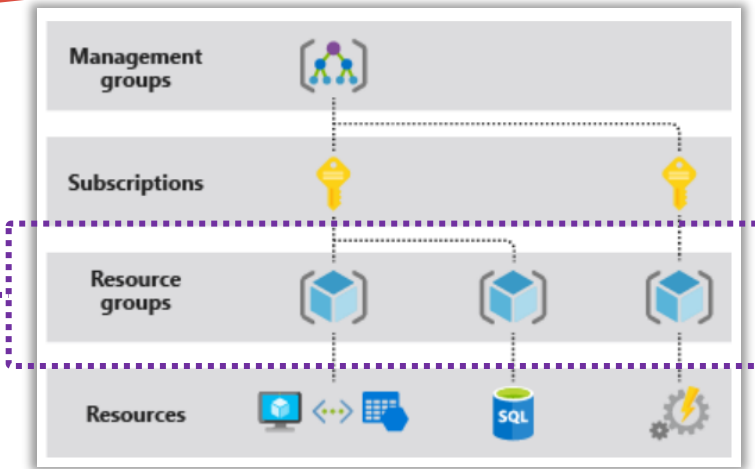 Management
groups
Subscriptions
Resource
groups
Resources
SQL